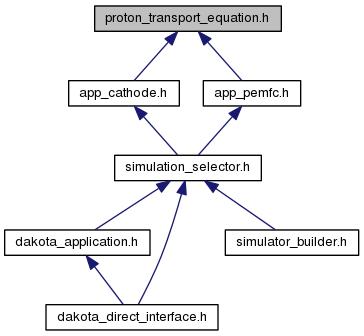 proton_transport_equation.h
app_cathode.h
app_pemfc.h
simulation_selector.h
dakota_application.h
simulator_builder.h
dakota_direct_interface.h